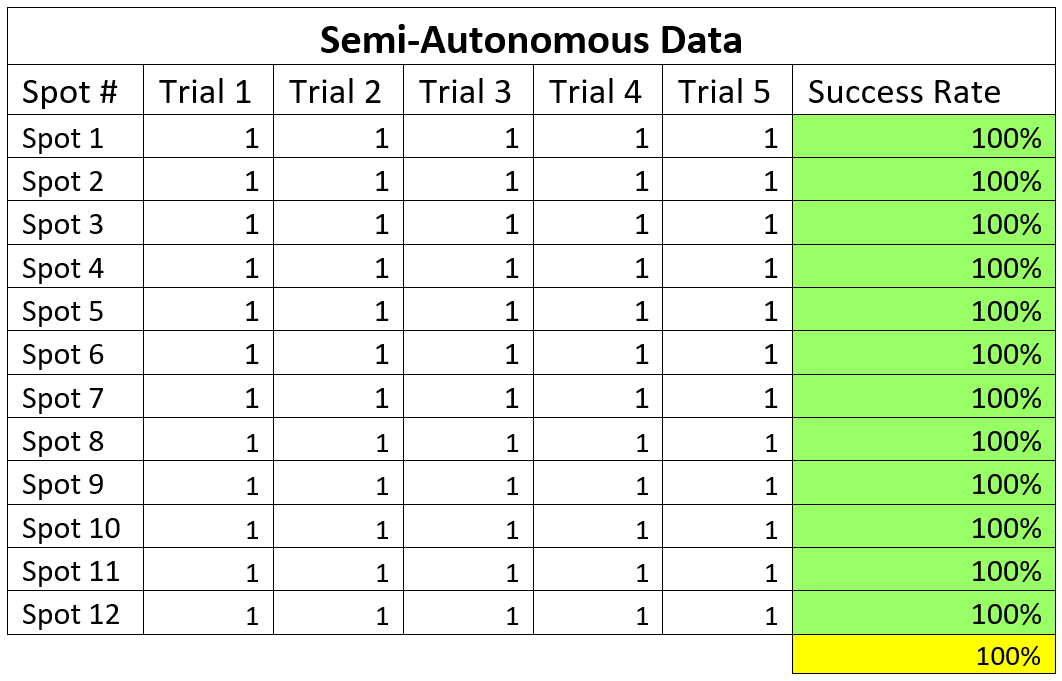 Semi-Autonomous Data
Spot # Trial 1 Trial 2 Trial 3 Trial 4 Trial 5 Success Rate
Spot 1 1 1 1 1 1 100%
Spot 2 1 1 1 1 1 100%
Spot 3 1 1 1 1 1 100%
Spot 4 1 1 1 1 1 100%
Spot 5 1 1 1 1 1 100%
Spot 6 1 1 1 1 1 100%
Spot 7 1 1 1 1 1 100%
Spot 8 1 1 1 1 1 100%
Spot 9 1 1 1 1 1 100%
Spot 10 1 1 1 1 1 100%
Spot 11 1 1 1 1 1 100%
Spot 12 1 1 1 1 1 100%
100%